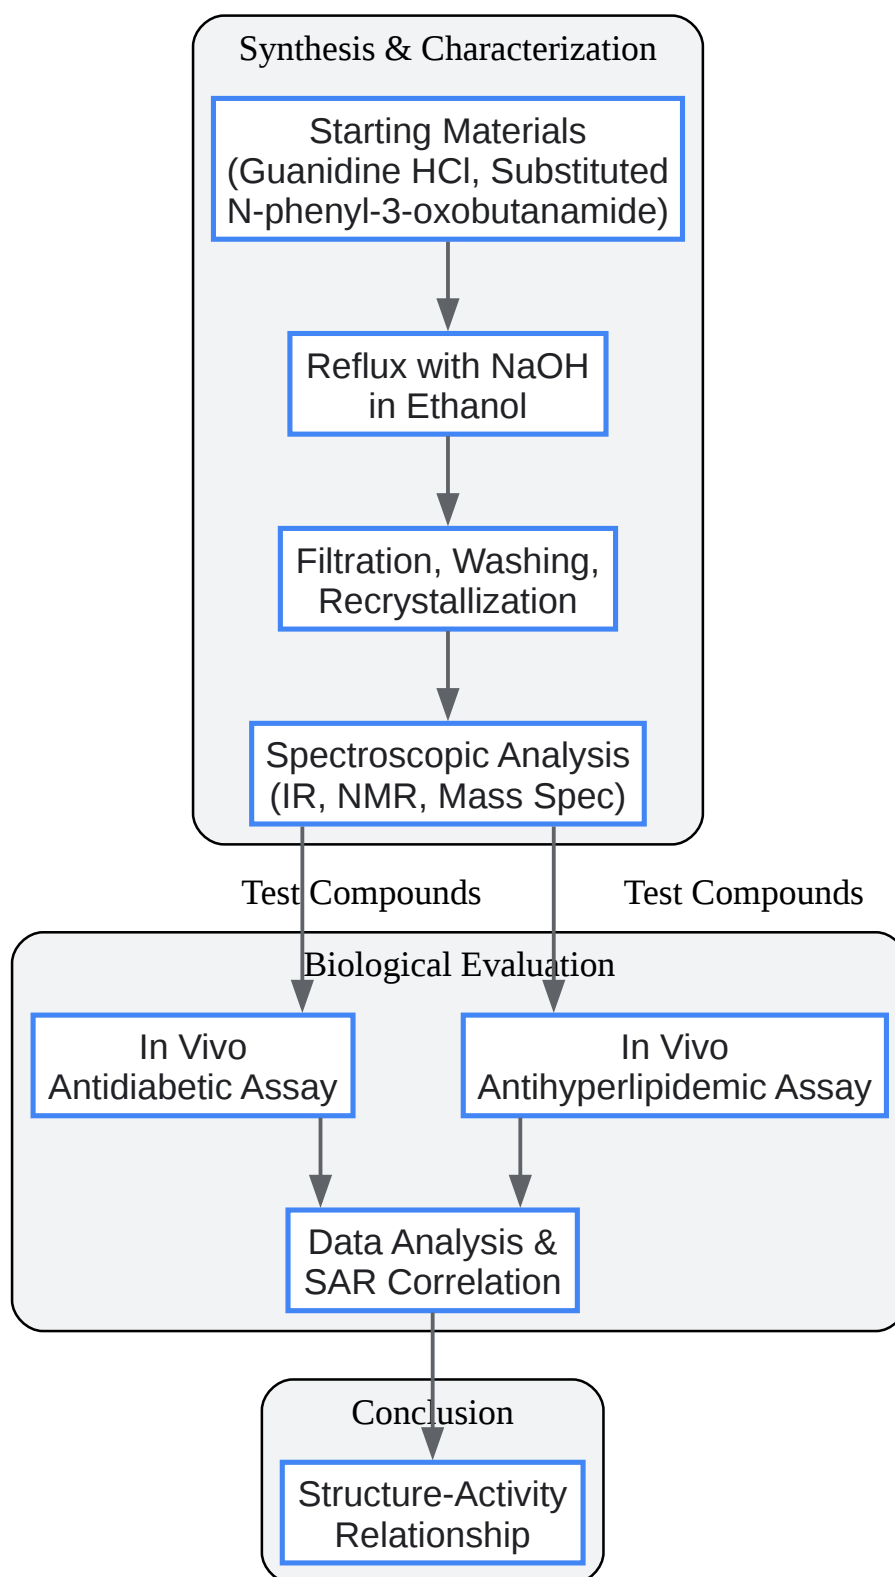 Synthesis & Characterization
Starting Materials
(Guanidine HCl, Substituted
N-phenyl-3-oxobutanamide)
Reflux with NaOH
in Ethanol
Filtration, Washing,
Recrystallization
Spectroscopic Analysis
(IR, NMR, Mass Spec)
Test Compounds
Test Compounds
Biological Evaluation
In Vivo
Antidiabetic Assay
In Vivo
Antihyperlipidemic Assay
Data Analysis &
SAR Correlation
Conclusion
Structure-Activity
Relationship